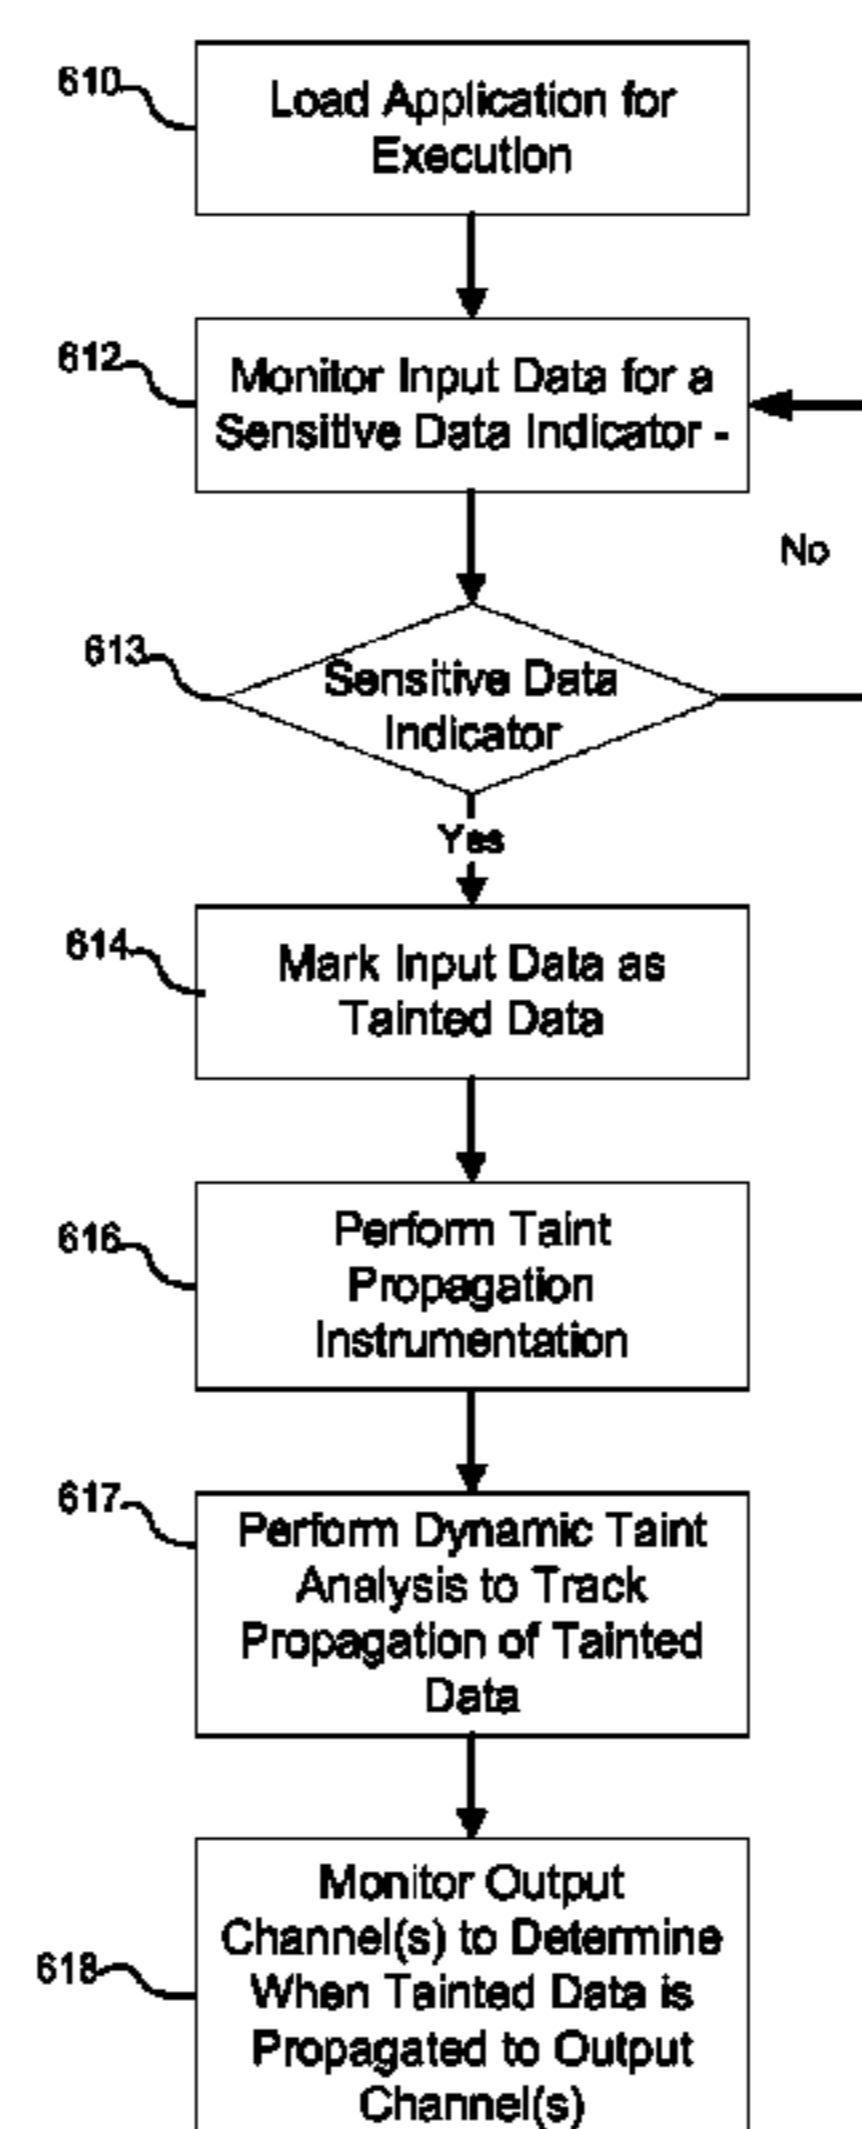 610
Load Application for
Execution
612
Monitor Input Data for a
Sensitive Data Indicator -
No
613
Sensitive Data
Indicator
Yes
614
Mark Input Data as
Tainted Data
616
Perform Taint
Propagation
Instrumentation
617
Perform Dynamic Taint
Analysis to Track
Propagation of Tainted
Data
618
Monitor Output
Channel(s) to Determine
When Tainted Data is
Propagated to Output
Channel(s)